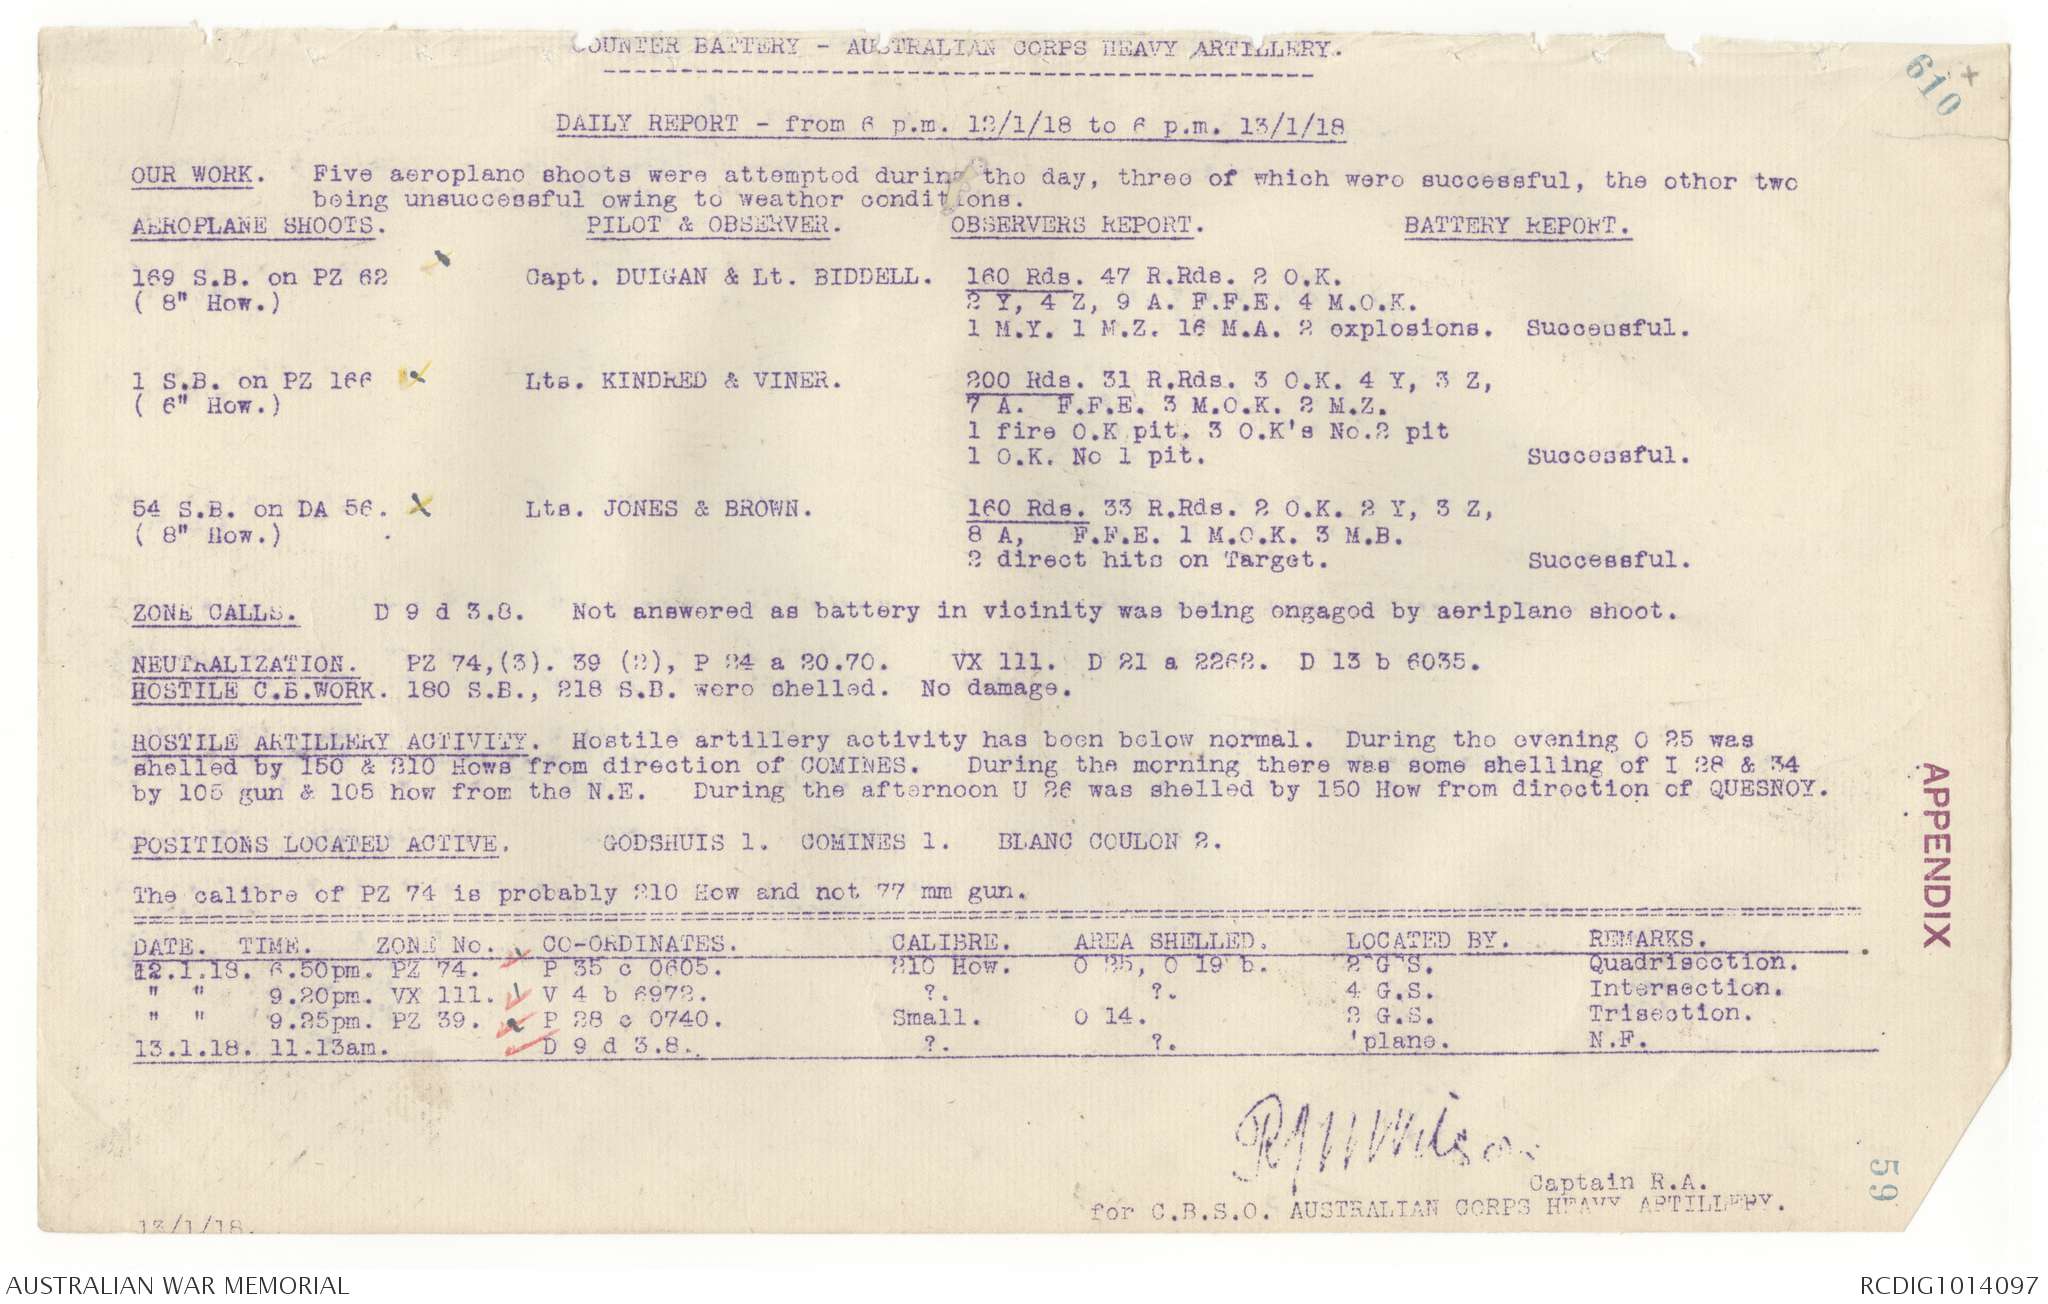 COUNTER BATTERY - AUSTRALIAN CORPS HEAVY ARTILLERY.
610
DAILY REPORT - from 6 p.m. 12/1/18 to 6 p.m. 13/1/18
OUR WORK. Five aeroplane shoots were attempted during the day, three of which were successful, the other two
being unsuccessful owing to weather conditions.
AEROPLANE SHOOTS. PILOT & OBSERVER. OBSERVERS REPORT. BATTERY REPORT.
169 S.B. on PZ 62 Capt. DUIGAN & Lt. BIDDELL. 160 Rds. 47 R.Rds. 2 O.K.
( 8" How.) 2 Y, 4 Z, 9 A. F.F.E. 4 M.O.K.
1 M.Y. 1 M.Z. 16 M.A. 2 explosions. Successful.
1 S.B. on PZ 166 Lts. KINDRED & VINER. 200 Rds. 31 R.Rds. 3 O.K. 4 Y, 3 Z,
( 6" How.) 7 A. F.F.E. 3 M.O.K. 2 M.Z.
1 fire O.K pit. 3 O.K's No.2 pit
1 O.K. No 1 pit. Successful.
54 S.B. on DA 56. Lts. JONES & BROWN. 160 Rds. 33 R.Rds. 2 O.K. 2 Y, 3 Z,
( 8" How.) 8 A, F.F.E. 1 M.O.K. 3 M.B.
2 direct hits on Target. Successful.
ZONE CALLS. D 9 d 3.8. Not answered as battery in vicinity was being engaged by aeriplane shoot.
NEUTRALIZATION. PZ 74,(3). 39 (2), P 24 a 20.70. VX 111. D 21 a 2262. D 13 b 6035.
HOSTILE C.B.WORK. 180 S.B., 218 S.B. were shelled. No damage.
HOSTILE ARTILLERY ACTIVITY. Hostile artillery activity has been below normal. During the evening O 25 was
shelled by 150 & 210 Hows from direction of COMINES. During the morning there was some shelling of I 28 & 34
by 105 gun & 105 how from the N.E. During the afternoon U 26 was shelled by 150 How from direction of QUESNOY.
POSITIONS LOCATED ACTIVE. GODSHUIS 1. COMINES 1. BLANC COULON 2.
The calibre of PZ 74 is probably 210 How and not 77 mm gun.
DATE. TIME. ZONE No. CO-ORDINATES. CALIBRE. AREA SHELLED. LOCATED BY. REMARKS.
12.1.18. 6.50pm. PZ 74. P 35 c 0605. 210 How. O 25, O 19 b. 2 G S. Quadrisection.
" " 9.20pm. VX 111. V 4 b 6972. ?. ?. 4 G.S. Intersection.
" " 9.25pm. PZ 39. P 28 c 0740. Small. O 14. 2 G.S. Trisection.
13.1.18. 11.13am. D 9 d 3.8. ?. ?. 'plane. N.F.
Wilson
Captain R.A.
for C.B.S.O. AUSTRALIAN CORPS HEAVY ARTILLERY.
13/1/18.
APPENDIX
59
AUSTRALIAN WAR MEMORIAL
RCDIG1014097